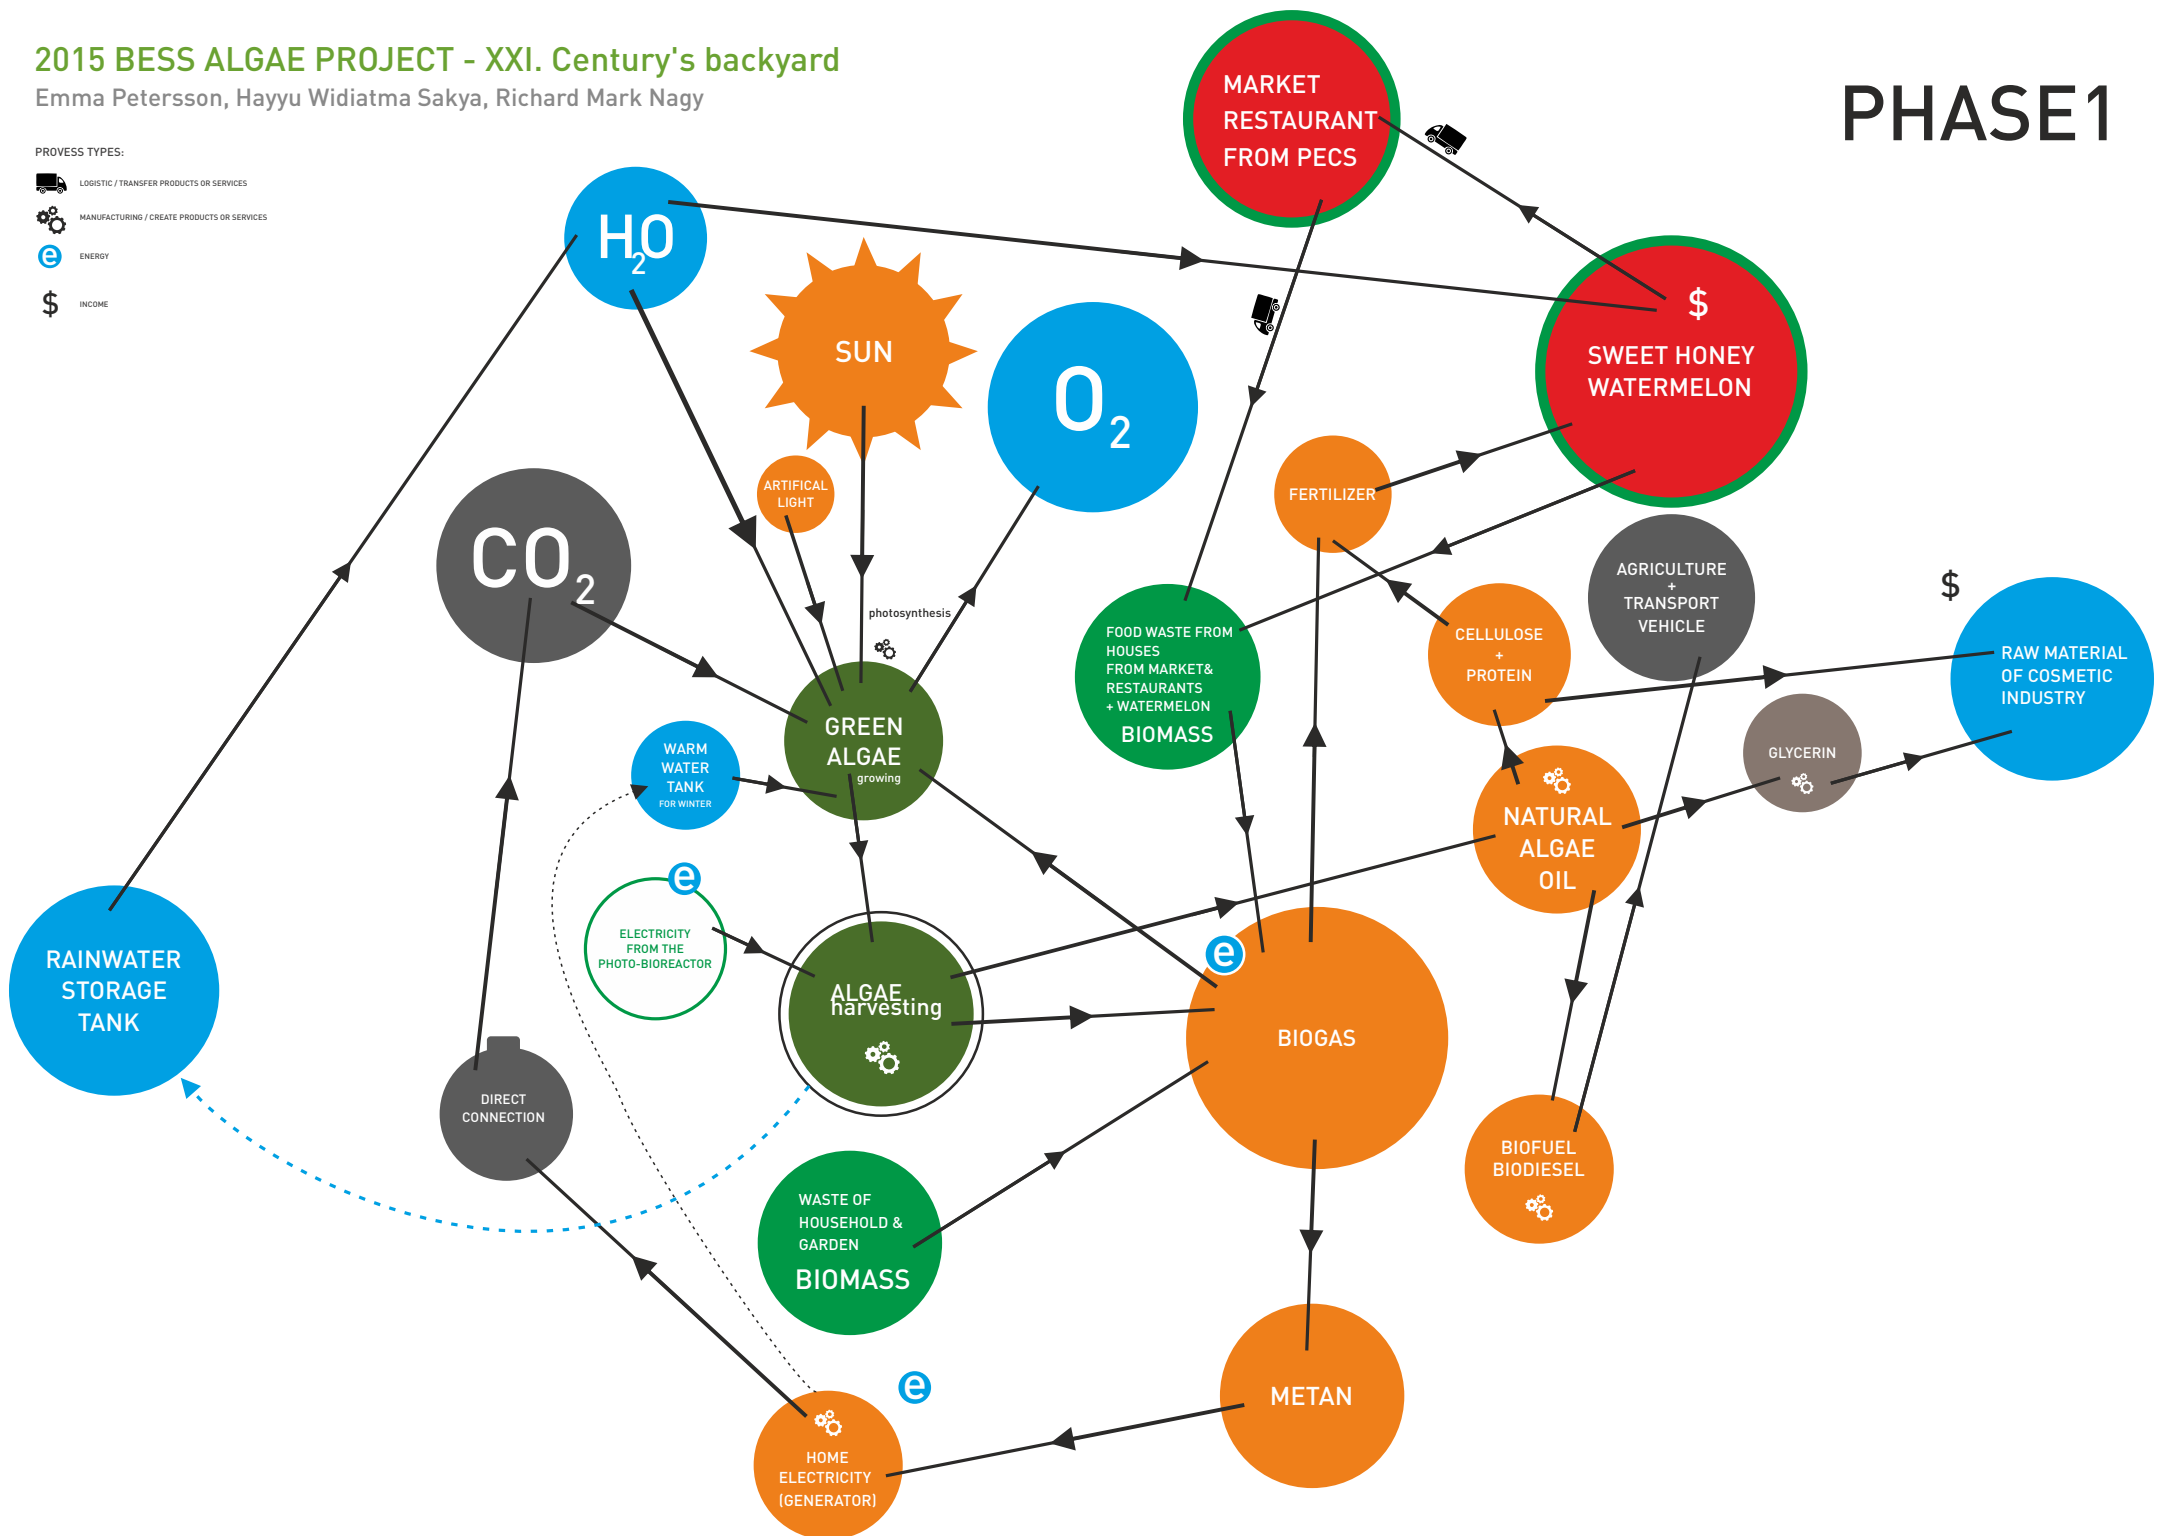 2015 BESS ALGAE PROJECT - XXI. Century's backyard
Emma Petersson, Hayyu Widiatma Sakya, Richard Mark Nagy
PHASE1
PROVESS TYPES:
LOGISTIC / TRANSFER PRODUCTS OR SERVICES
MANUFACTURING / CREATE PRODUCTS OR SERVICES
e
ENERGY
$
INCOME
MARKET
RESTAURANT
FROM PECS
H2O
SUN
O2
$
SWEET HONEY
WATERMELON
ARTIFICAL
LIGHT
FERTILIZER
CO2
photosynthesis
AGRICULTURE
+
TRANSPORT
VEHICLE
$
FOOD WASTE FROM
HOUSES
FROM MARKET&
RESTAURANTS
+ WATERMELON
BIOMASS
CELLULOSE
+
PROTEIN
RAW MATERIAL
OF COSMETIC
INDUSTRY
GREEN
ALGAE
growing
WARM
WATER
TANK
FOR WINTER
GLYCERIN
NATURAL
ALGAE
OIL
e
ELECTRICITY
FROM THE
PHOTO-BIOREACTOR
RAINWATER
STORAGE
TANK
ALGAE
harvesting
e
BIOGAS
DIRECT
CONNECTION
BIOFUEL
BIODIESEL
WASTE OF
HOUSEHOLD &
GARDEN
BIOMASS
e
METAN
HOME
ELECTRICITY
(GENERATOR)